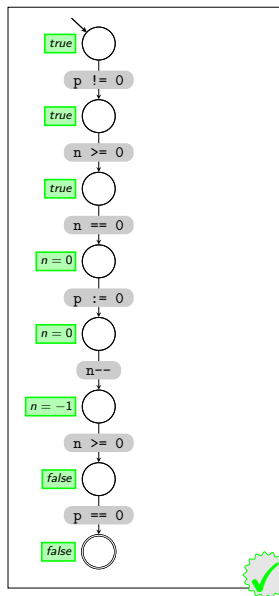 true
p != 0
true
n >= 0
true
n == 0
n = 0
p := 0
n = 0
n--
n = −1
n >= 0
false
p == 0
false